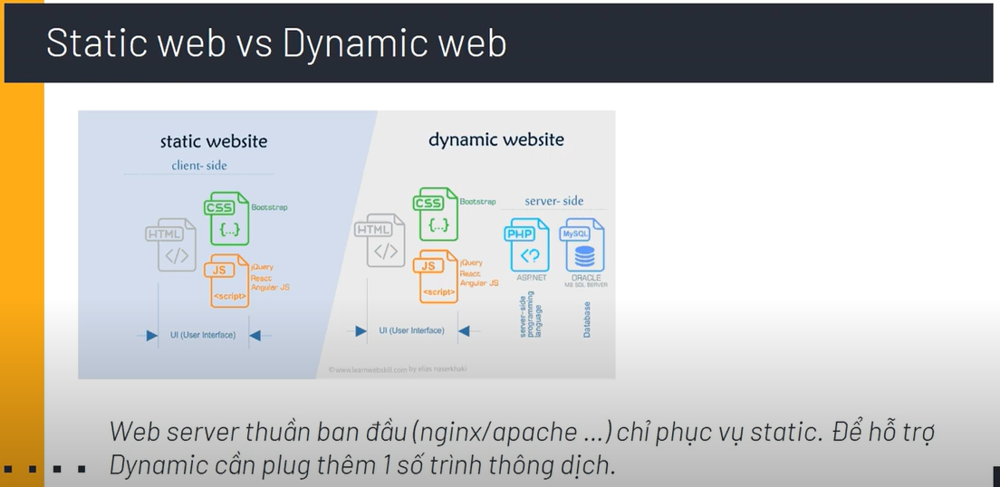 Static web vs Dynamic web
static website
client- side
HTML
</>
CSS
{...}
Bootstrap
JS
<script>
jQuery
React
Angular JS
UI (User Interface)
dynamic website
HTML
</>
CSS
{...}
Bootstrap
JS
<script>
jQuery
React
Angular JS
UI (User Interface)
server- side
PHP
<?
ASP.NET
server-side
programming
language
MySQL
ORACLE
MS SQL SERVER
Database
©www.learnwebskill.com by elias naserkhaki
Web server thuần ban đầu (nginx/apache ...) chỉ phục vụ static. Để hỗ trợ
Dynamic cần plug thêm 1 số trình thông dịch.